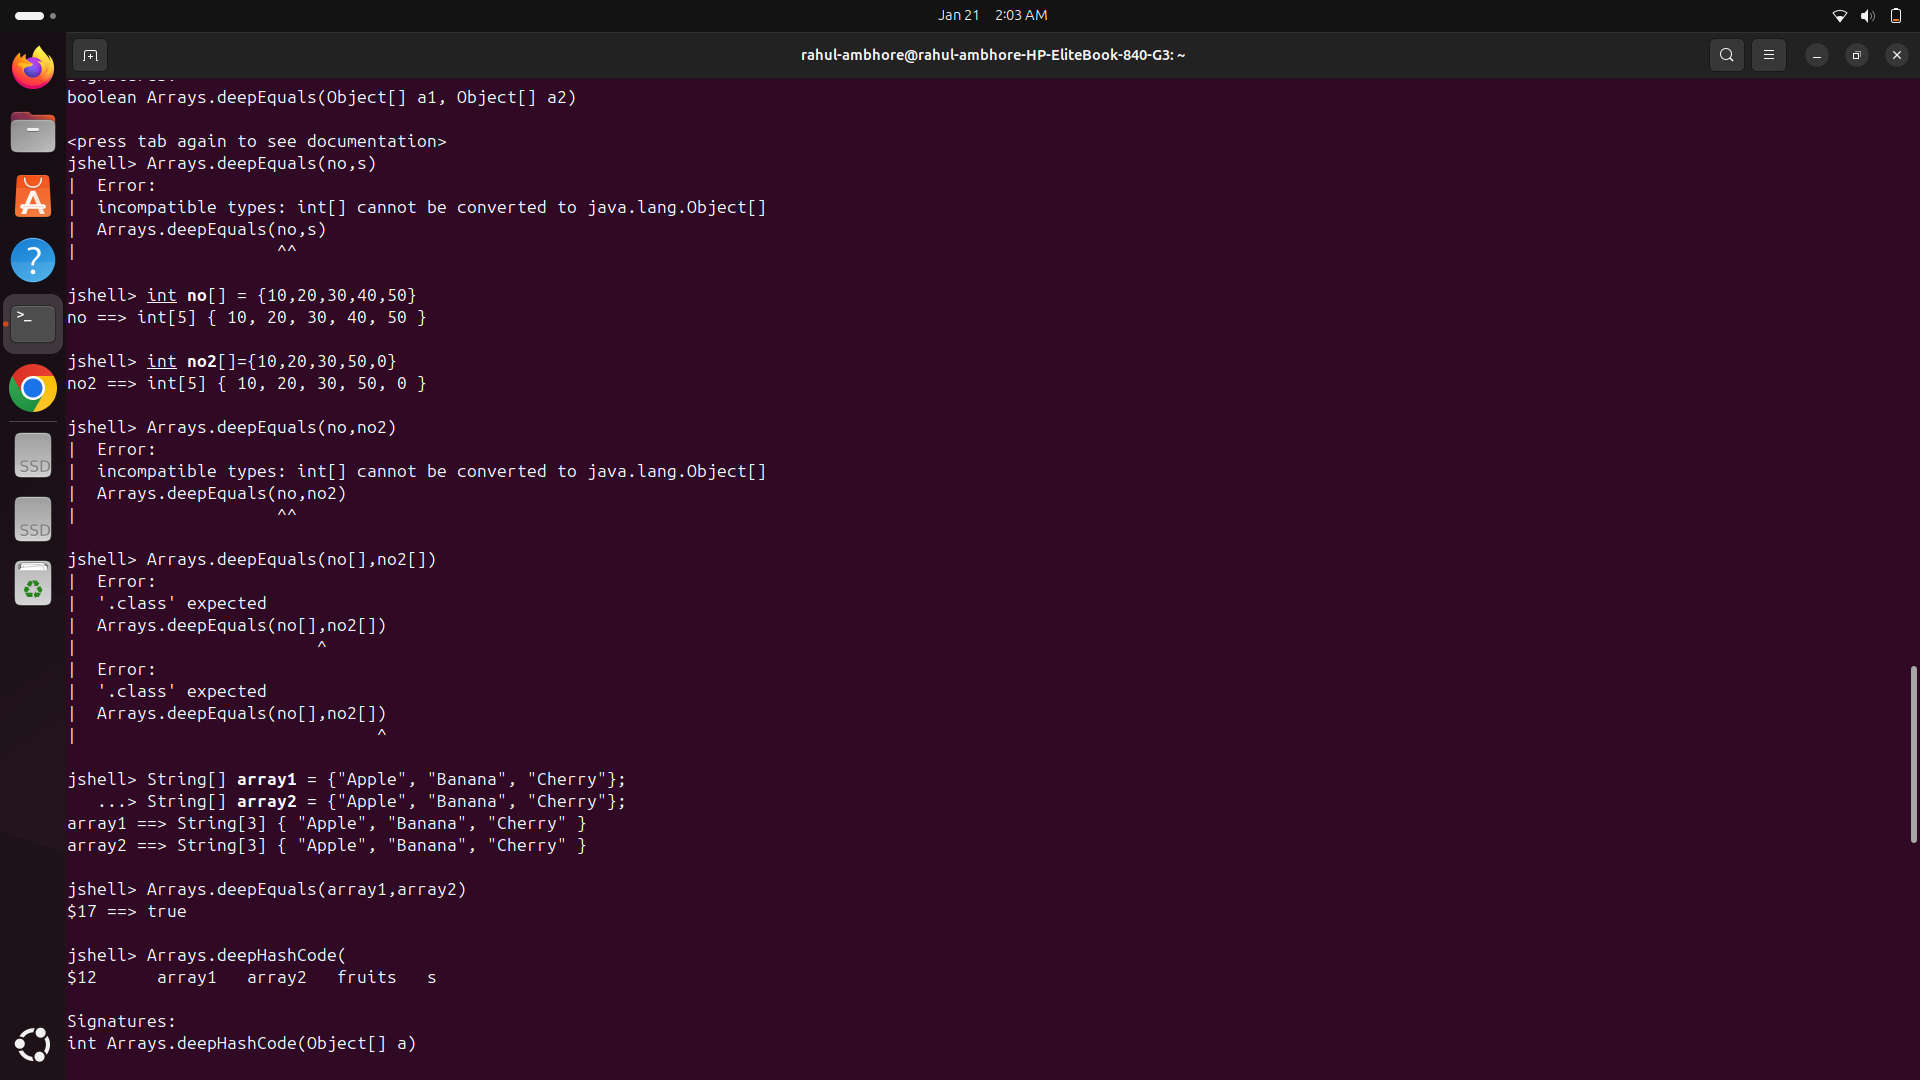 Jan 21 2:03 AM
rahul-ambhore@rahul-ambhore-HP-EliteBook-840-G3: ~
boolean Arrays.deepEquals(Object[] a1, Object[] a2)
<press tab again to see documentation>
jshell> Arrays.deepEquals(no,s)
|  Error:
|  incompatible types: int[] cannot be converted to java.lang.Object[]
|  Arrays.deepEquals(no,s)
|                    ^^
jshell> int no[] = {10,20,30,40,50}
no ==> int[5] { 10, 20, 30, 40, 50 }
jshell> int no2[]={10,20,30,50,0}
no2 ==> int[5] { 10, 20, 30, 50, 0 }
jshell> Arrays.deepEquals(no,no2)
|  Error:
|  incompatible types: int[] cannot be converted to java.lang.Object[]
|  Arrays.deepEquals(no,no2)
|                    ^^
jshell> Arrays.deepEquals(no[],no2[])
|  Error:
|  '.class' expected
|  Arrays.deepEquals(no[],no2[])
|                        ^
|  Error:
|  '.class' expected
|  Arrays.deepEquals(no[],no2[])
|                              ^
jshell> String[] array1 = {"Apple", "Banana", "Cherry"};
   ...> String[] array2 = {"Apple", "Banana", "Cherry"};
array1 ==> String[3] { "Apple", "Banana", "Cherry" }
array2 ==> String[3] { "Apple", "Banana", "Cherry" }
jshell> Arrays.deepEquals(array1,array2)
$17 ==> true
jshell> Arrays.deepHashCode(
$12      array1   array2   fruits   s
Signatures:
int Arrays.deepHashCode(Object[] a)
SSD
SSD